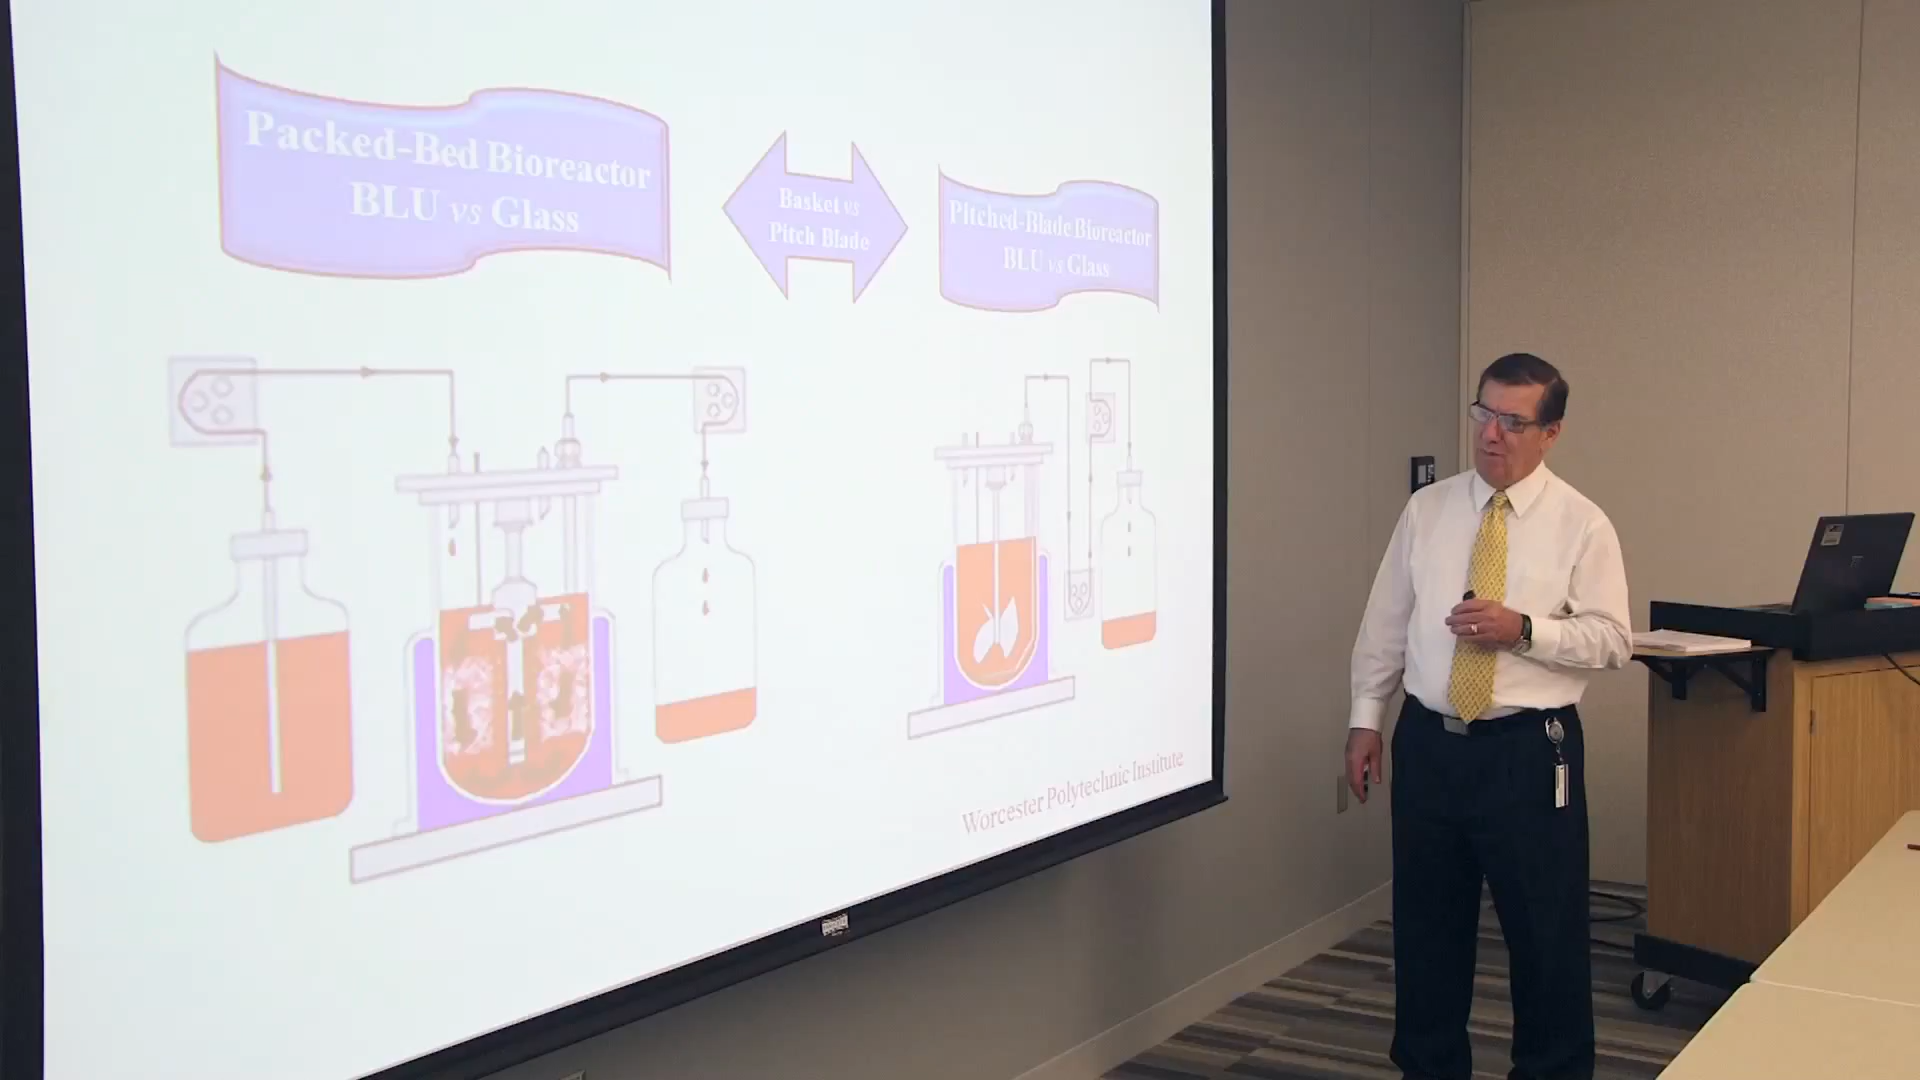 Packed-Bed Bioreactor
BLU vs Glass
Basket vs
Pitch Blade
Pitched-Blade Bioreactor
BLU vs Glass
Worcester Polytechnic Institute